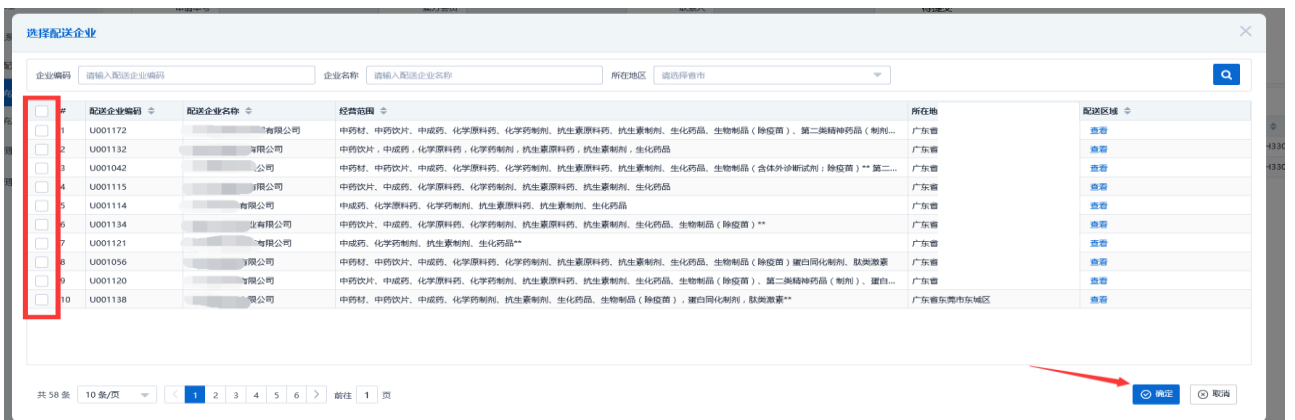 选择配送企业
企业编码 请输入配送企业编码 企业名称 请输入配送企业名称 所在地区 请选择省市
# 配送企业编码 配送企业名称 经营范围 所在地 配送区域
1 U001172 有限公司 中药材、中药饮片、中成药、化学原料药、化学药制剂、抗生素原料药、抗生素制剂、生化药品、生物制品（除疫苗）、第二类精神药品（制剂... 广东省 查看
2 U001132 有限公司 中药饮片，中成药，化学原料药，化学药制剂，抗生素原料药，抗生素制剂，生化药品 广东省 查看
3 U001042 公司 中药材、中药饮片、中成药、化学原料药、化学药制剂、抗生素原料药、抗生素制剂、生化药品、生物制品（含体外诊断试剂；除疫苗）** 第二... 广东省 查看
4 U001115 有限公司 中药饮片、中成药、化学原料药、化学药制剂、抗生素原料药、抗生素制剂、生化药品 广东省 查看
5 U001114 有限公司 中成药、化学原料药、化学药制剂、抗生素原料药、抗生素制剂、生化药品 广东省 查看
6 U001134 业有限公司 中药饮片、中成药、化学原料药、化学药制剂、抗生素原料药、抗生素制剂、生化药品、生物制品（除疫苗）** 广东省 查看
7 U001121 有限公司 中成药、化学药制剂、抗生素制剂、生化药品** 广东省 查看
8 U001056 有限公司 中药材、中药饮片、中成药、化学原料药、化学药制剂、抗生素原料药、抗生素制剂、生化药品、生物制品（除疫苗）蛋白同化制剂、肽类激素 广东省 查看
9 U001120 有限公司 中药材、中药饮片、中成药、化学原料药、化学药制剂、抗生素原料药、抗生素制剂、生化药品、生物制品（除疫苗）、第二类精神药品（制剂）、蛋白... 广东省 查看
10 U001138 限公司 中药材、中药饮片、中成药、化学药制剂、抗生素制剂、生化药品、生物制品（除疫苗），蛋白同化制剂，肽类激素** 广东省东莞市东城区 查看
共 58 条 10 条/页 1 2 3 4 5 6 前往 1 页 确定 取消